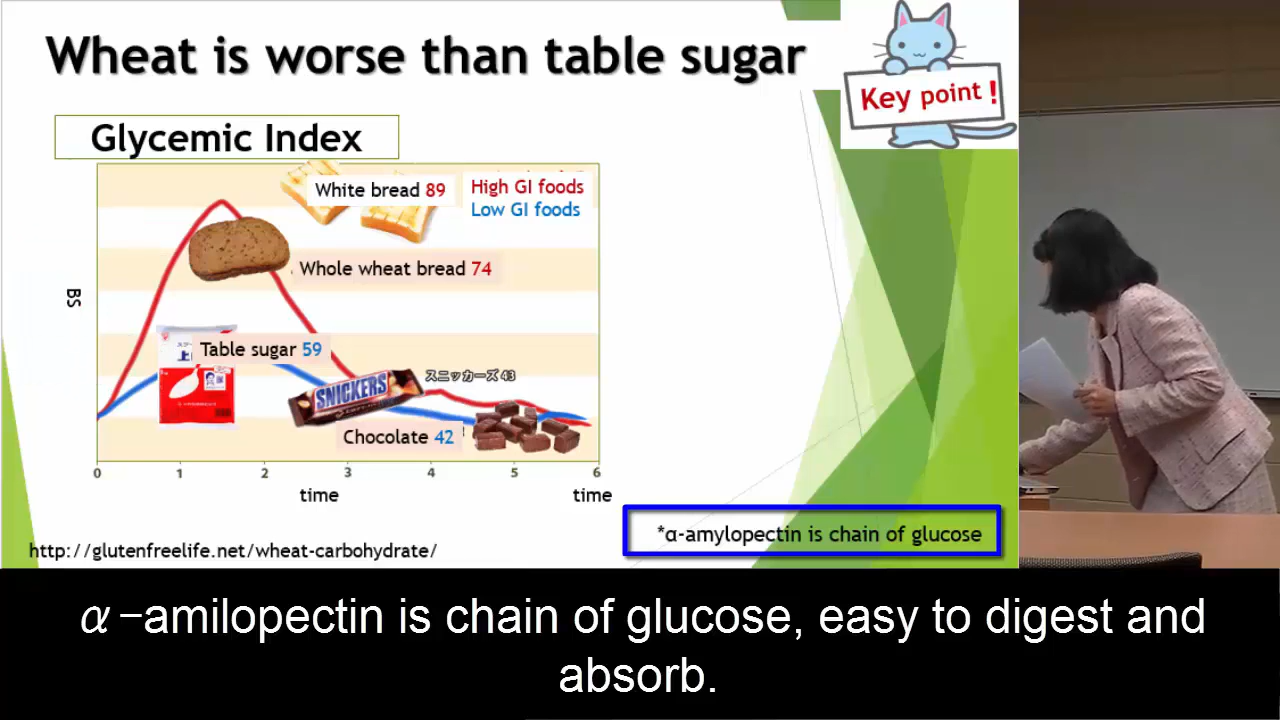 Wheat is worse than table sugar
Key point !
Glycemic Index
White bread 89
High GI foods
Low GI foods
Whole wheat bread 74
BS
Table sugar 59
SNICKERS
スニッカーズ 43
Chocolate 42
0 1 2 3 4 5 6
time
time
*α-amylopectin is chain of glucose
http://glutenfreelife.net/wheat-carbohydrate/
α-amilopectin is chain of glucose, easy to digest and
absorb.